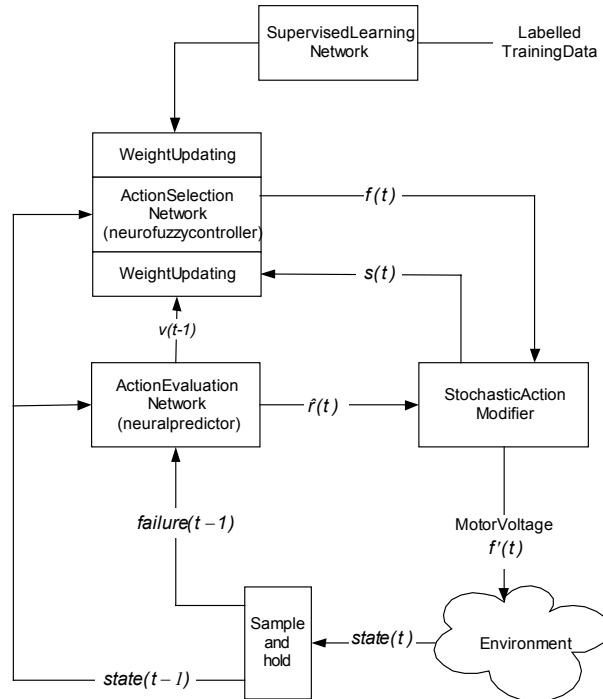 SupervisedLearning
Network
Labelled
TrainingData
WeightUpdating
ActionSelection
Network
(neurofuzzycontroller)
f(t)
WeightUpdating
s(t)
v(t-1)
ActionEvaluation
Network
(neuralpredictor)
r̂(t)
StochasticAction
Modifier
failure(t – 1)
MotorVoltage
f'(t)
Sample
and
hold
state(t)
Environment
state(t – 1)